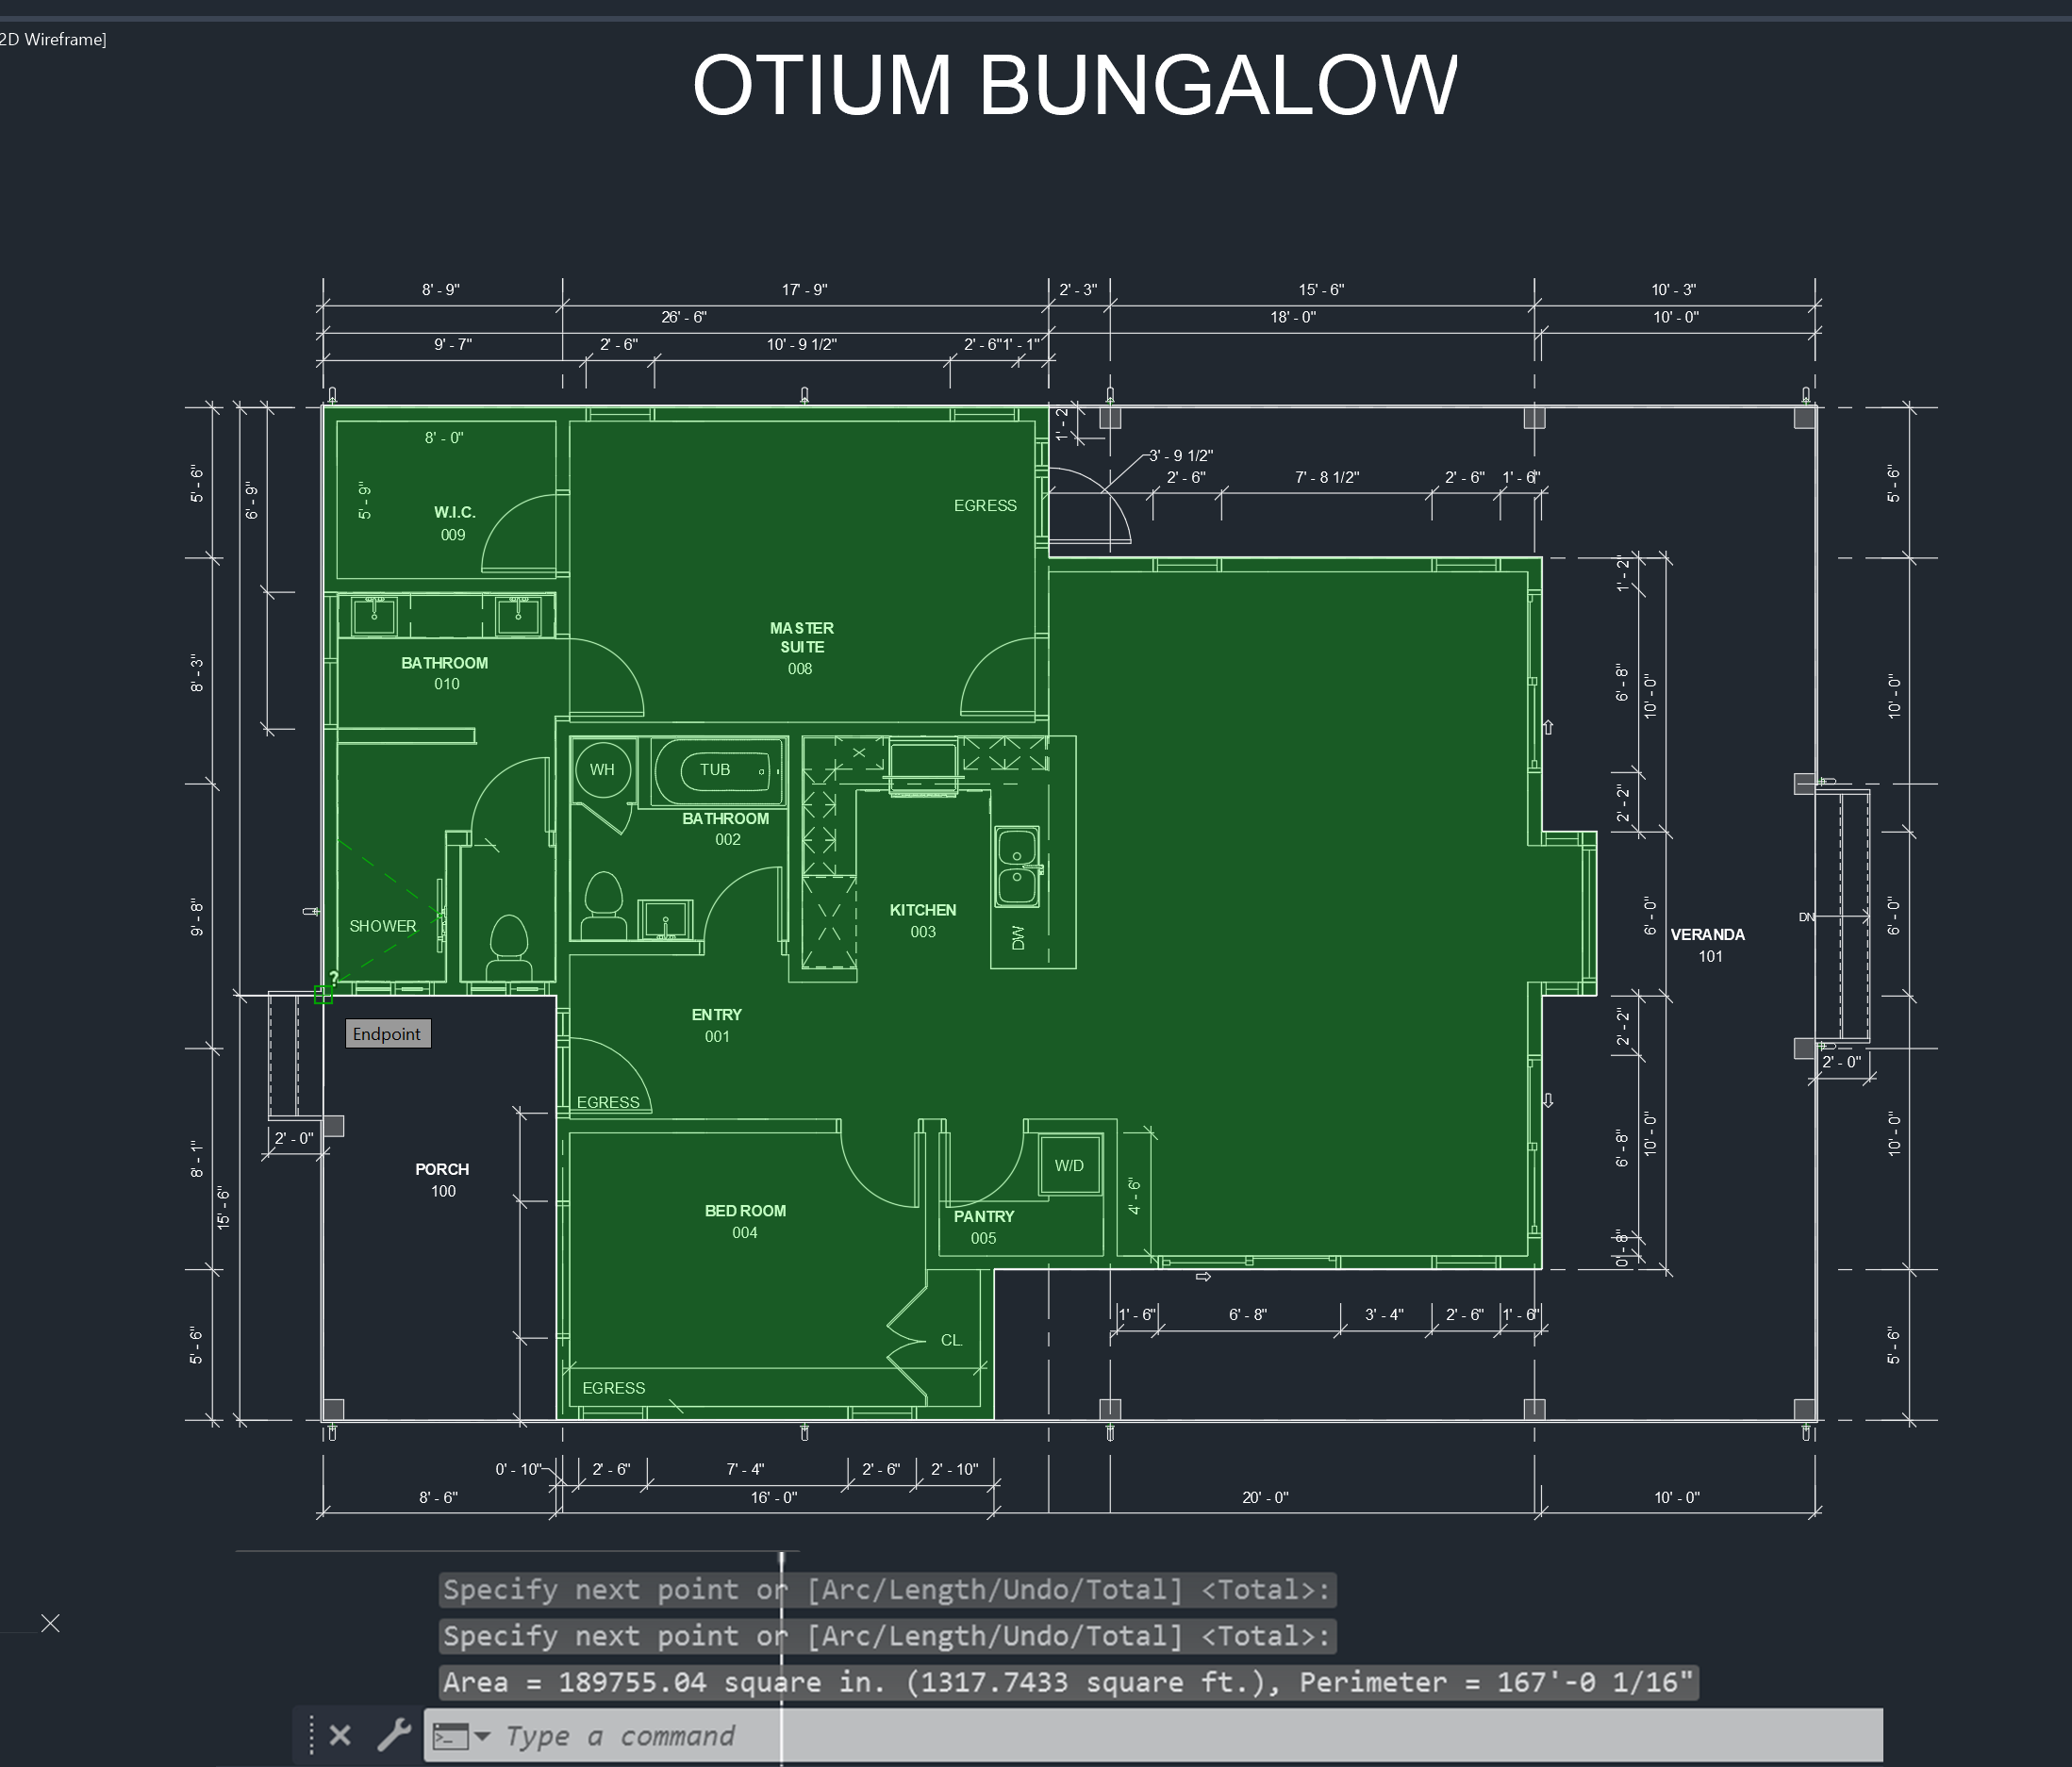 2D Wireframe]
OTIUM BUNGALOW
8' - 9" 17' - 9" 2' - 3" 15' - 6" 10' - 3"
26' - 6" 18' - 0" 10' - 0"
9' - 7" 2' - 6" 10' - 9 1/2" 2' - 6" 1' - 1"
1' - 2"
8' - 0"
3' - 9 1/2"
2' - 6" 7' - 8 1/2" 2' - 6" 1' - 6"
5' - 6"
6' - 9"
5' - 9"
5' - 6"
EGRESS
W.I.C.
009
1' - 2"
MASTER
SUITE
008
BATHROOM
010
8' - 3"
6' - 8"
10' - 0"
10' - 0"
WH
TUB
BATHROOM
002
2' - 2"
KITCHEN
003
DW
SHOWER
9' - 8"
6' - 0"
VERANDA
101
DN
6' - 0"
?
ENTRY
001
Endpoint
2' - 2"
2' - 0"
EGRESS
2' - 0"
8' - 1"
15' - 6"
PORCH
100
BED ROOM
004
W/D
PANTRY
005
4' - 6"
6' - 8"
10' - 0"
10' - 0"
0' - 8"
1' - 6" 6' - 8" 3' - 4" 2' - 6" 1' - 6"
CL.
5' - 6"
5' - 6"
EGRESS
0' - 10" 2' - 6" 7' - 4" 2' - 6" 2' - 10"
8' - 6" 16' - 0" 20' - 0" 10' - 0"
Specify next point or [Arc/Length/Undo/Total] <Total>:
Specify next point or [Arc/Length/Undo/Total] <Total>:
Area = 189755.04 square in. (1317.7433 square ft.), Perimeter = 167'-0 1/16"
Type a command